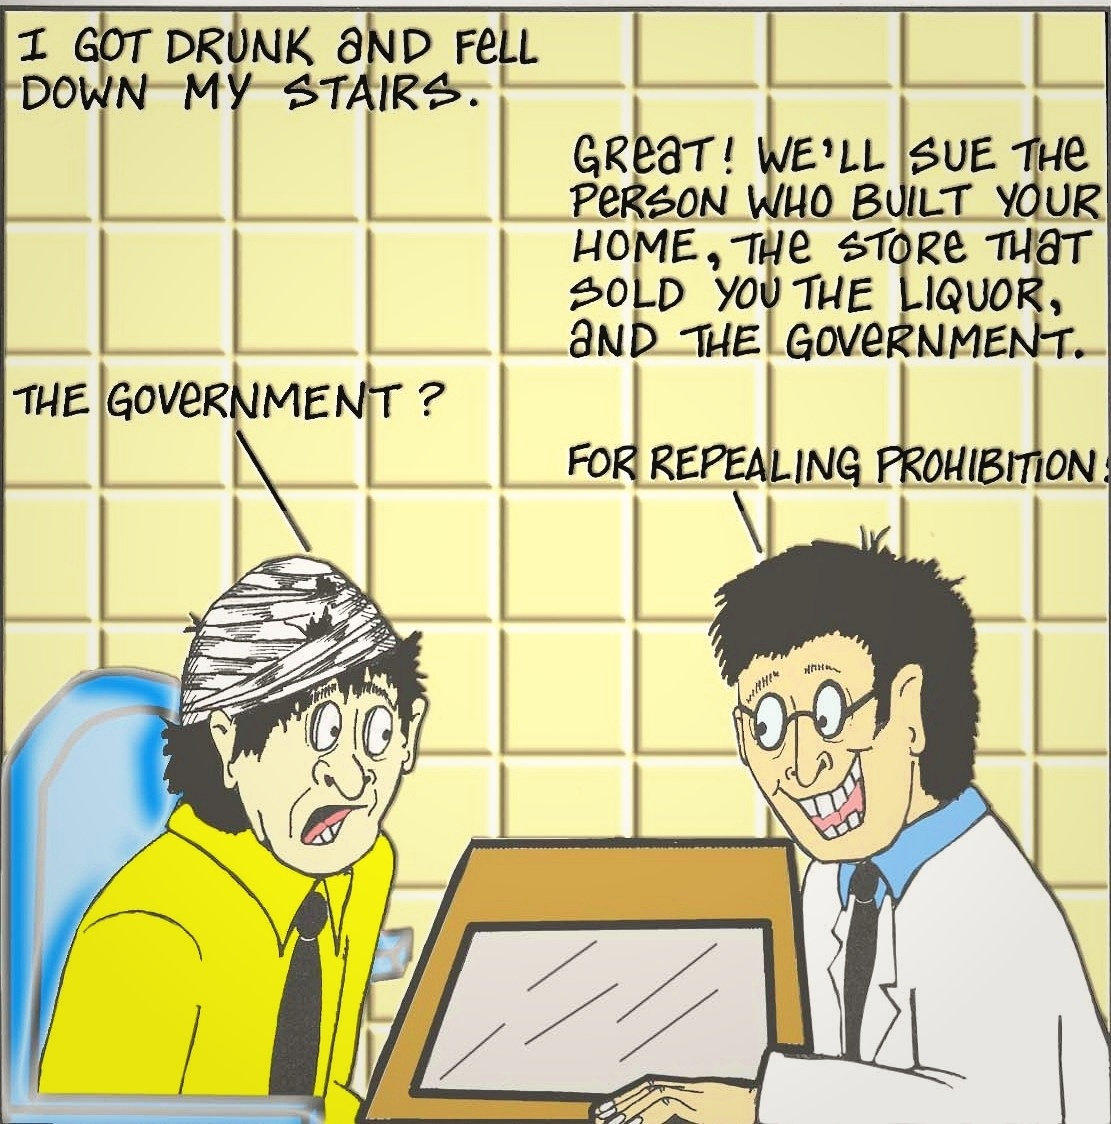 I GOT DRUNK aND FeLL
DOWN MY STAIRS.
GReaT! WE'LL SUE THe
PeRSON WHO BUILT YOUR
HOME, THe STORe THaT
SOLD YOU THE LIQUOR,
aND THE GOVeRNMENT.
THE GOVeRNMENT?
FOR REPEALING PROHIBITION!